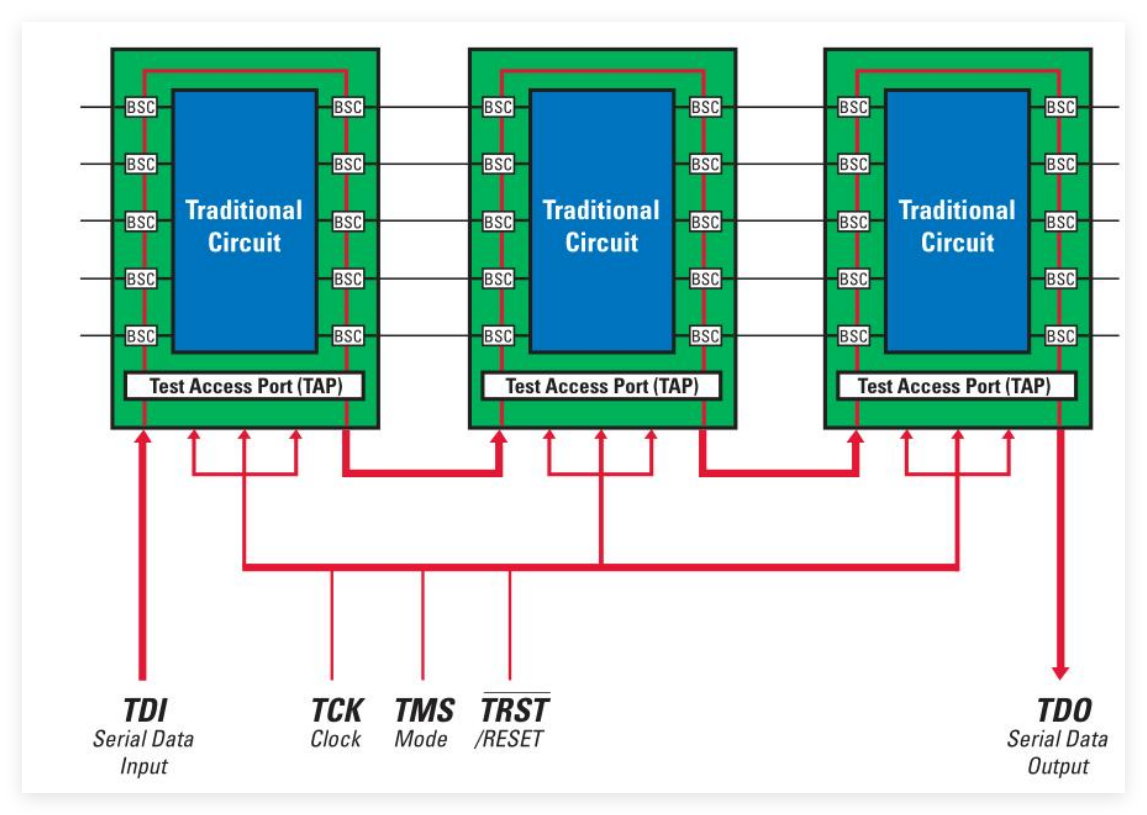 BSC BSC BSC BSC BSC BSC
BSC BSC BSC BSC BSC BSC
Traditional Circuit
Traditional Circuit
Traditional Circuit
BSC BSC BSC BSC BSC BSC
BSC BSC BSC BSC BSC BSC
BSC BSC BSC BSC BSC BSC
Test Access Port (TAP)
Test Access Port (TAP)
Test Access Port (TAP)
TDI
Serial Data
Input
TCK
Clock
TMS
Mode
TRST
/RESET
TDO
Serial Data
Output